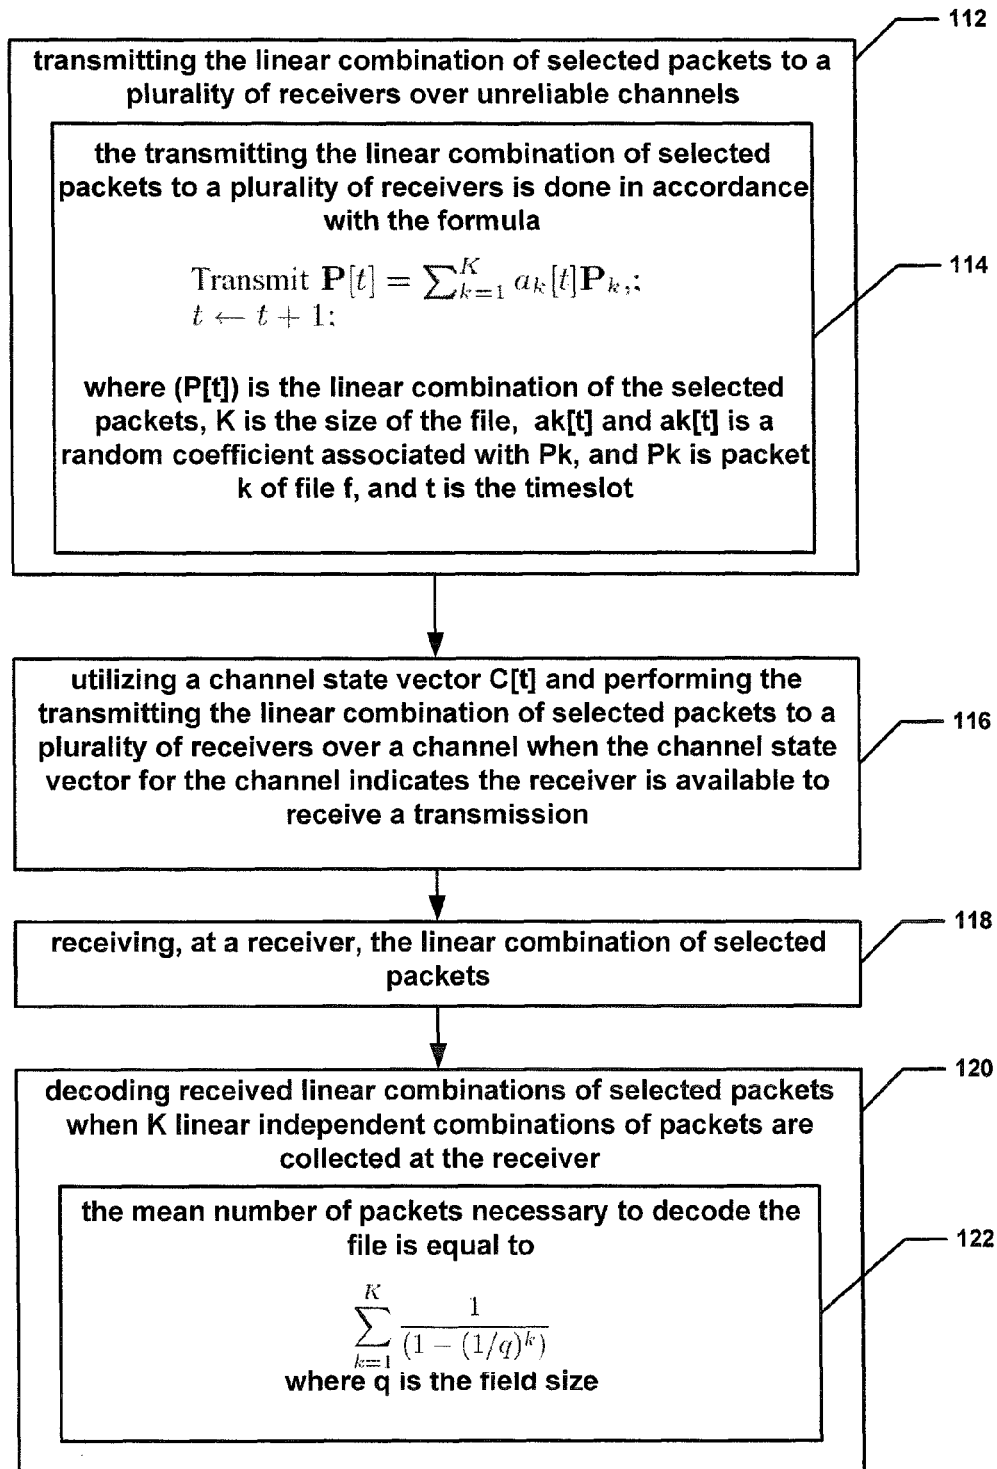 112
transmitting the linear combination of selected packets to a
plurality of receivers over unreliable channels
the transmitting the linear combination of selected
packets to a plurality of receivers is done in accordance
with the formula
Transmit P[t] = ∑_{k=1}^{K} a_k[t]P_k,;
t ← t + 1;
114
where (P[t]) is the linear combination of the selected
packets, K is the size of the file, ak[t] and ak[t] is a
random coefficient associated with Pk, and Pk is packet
k of file f, and t is the timeslot
utilizing a channel state vector C[t] and performing the
transmitting the linear combination of selected packets to a
plurality of receivers over a channel when the channel state
vector for the channel indicates the receiver is available to
receive a transmission
116
receiving, at a receiver, the linear combination of selected
packets
118
decoding received linear combinations of selected packets
when K linear independent combinations of packets are
collected at the receiver
120
the mean number of packets necessary to decode the
file is equal to
122
∑_{k=1}^{K} 1/(1 − (1/q)^k)
where q is the field size